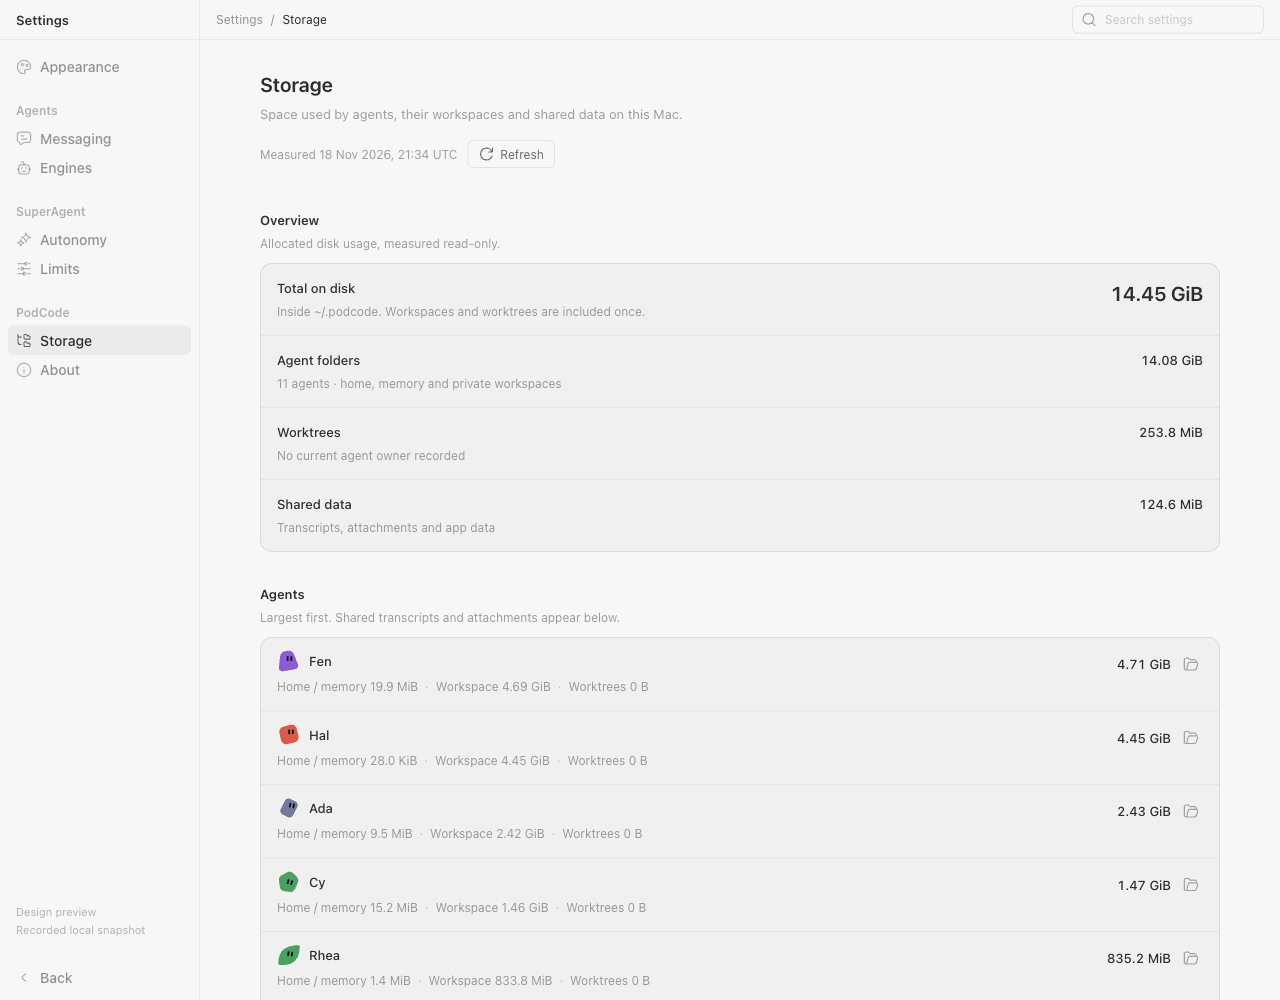 Settings
Settings / Storage
Search settings
Appearance
Agents
Messaging
Engines
SuperAgent
Autonomy
Limits
PodCode
Storage
About
Design preview
Recorded local snapshot
Back
Storage
Space used by agents, their workspaces and shared data on this Mac.
Measured 18 Nov 2026, 21:34 UTC
Refresh
Overview
Allocated disk usage, measured read-only.
Total on disk
14.45 GiB
Inside ~/.podcode. Workspaces and worktrees are included once.
Agent folders
14.08 GiB
11 agents · home, memory and private workspaces
Worktrees
253.8 MiB
No current agent owner recorded
Shared data
124.6 MiB
Transcripts, attachments and app data
Agents
Largest first. Shared transcripts and attachments appear below.
Fen
4.71 GiB
Home / memory 19.9 MiB · Workspace 4.69 GiB · Worktrees 0 B
Hal
4.45 GiB
Home / memory 28.0 KiB · Workspace 4.45 GiB · Worktrees 0 B
Ada
2.43 GiB
Home / memory 9.5 MiB · Workspace 2.42 GiB · Worktrees 0 B
Cy
1.47 GiB
Home / memory 15.2 MiB · Workspace 1.46 GiB · Worktrees 0 B
Rhea
835.2 MiB
Home / memory 1.4 MiB · Workspace 833.8 MiB · Worktrees 0 B